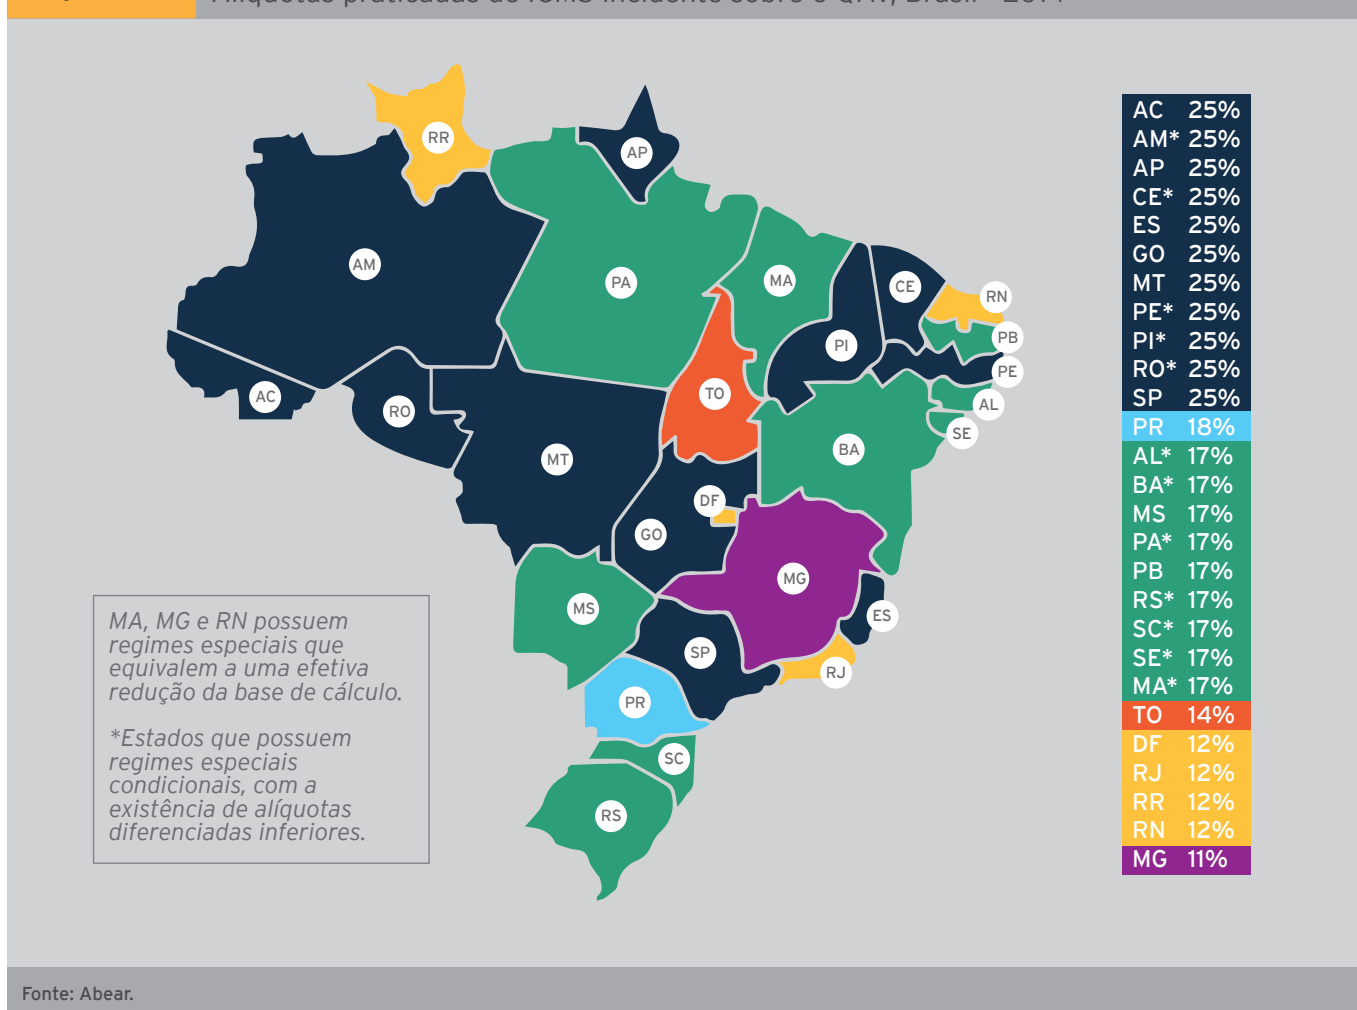 RR
AP
AM
PA
MA
CE
RN
PI
PB
PE
AC
RO
TO
AL
SE
MT
BA
DF
GO
MG
MS
ES
SP
RJ
PR
SC
RS
MA, MG e RN possuem
regimes especiais que
equivalem a uma efetiva
redução da base de cálculo.
*Estados que possuem
regimes especiais
condicionais, com a
existência de alíquotas
diferenciadas inferiores.
AC 25%
AM* 25%
AP 25%
CE* 25%
ES 25%
GO 25%
MT 25%
PE* 25%
PI* 25%
RO* 25%
SP 25%
PR 18%
AL* 17%
BA* 17%
MS 17%
PA* 17%
PB 17%
RS* 17%
SC* 17%
SE* 17%
MA* 17%
TO 14%
DF 12%
RJ 12%
RR 12%
RN 12%
MG 11%
Fonte: Abear.